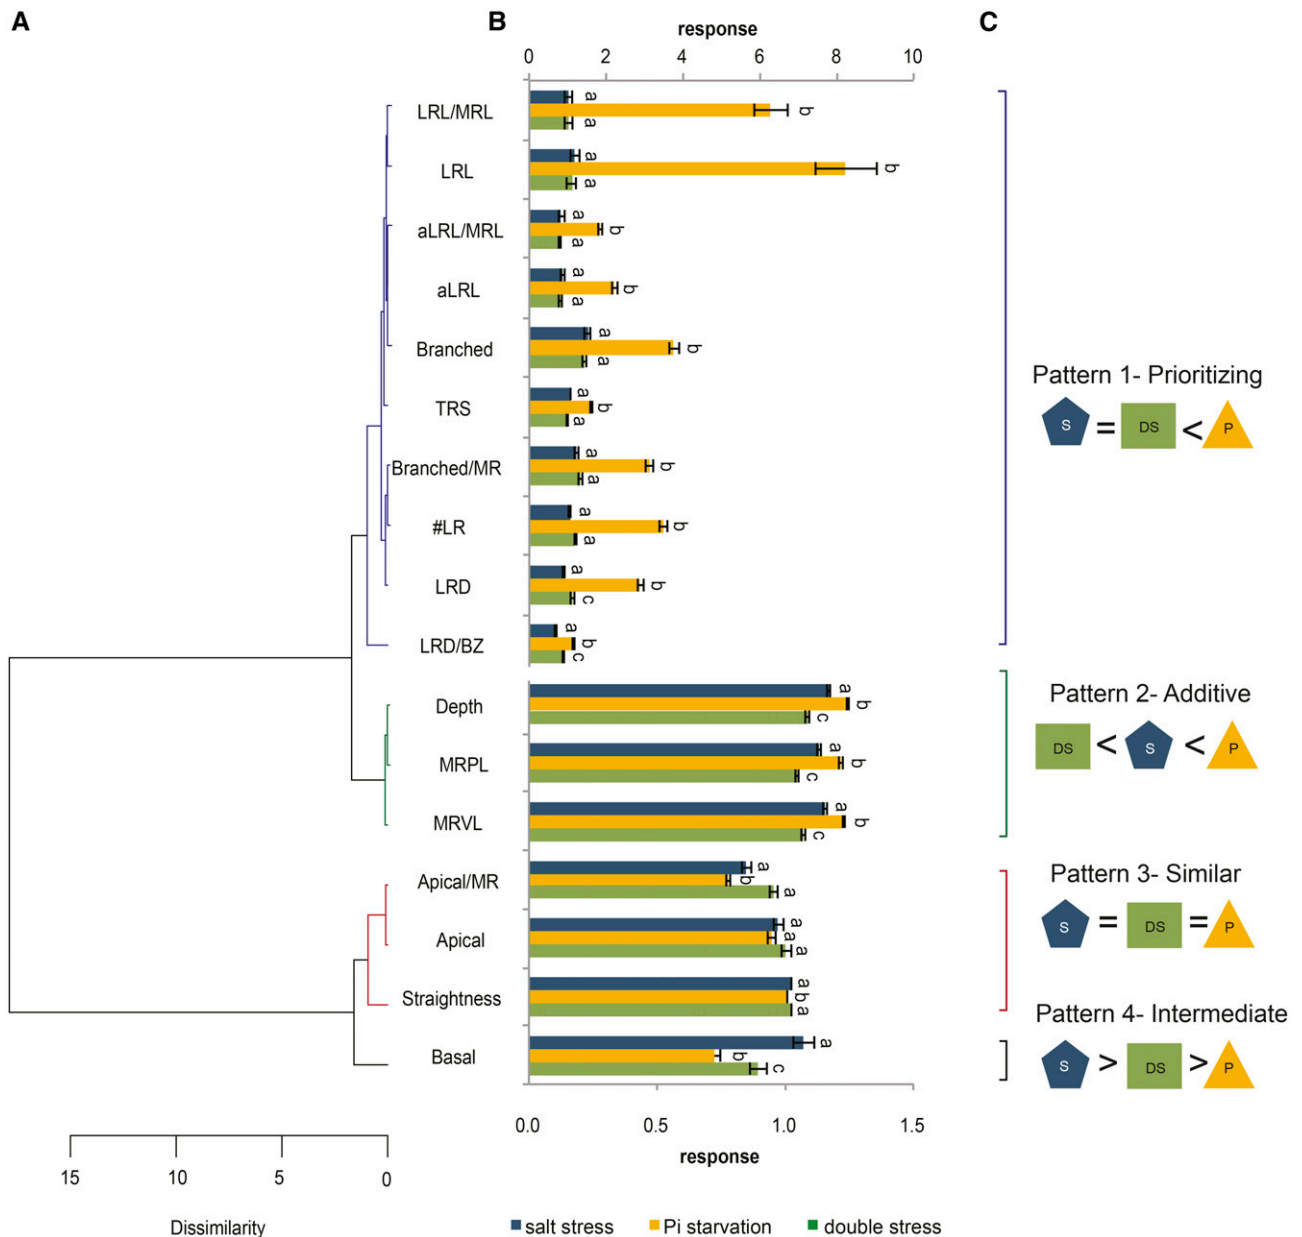 A B C
response
0 2 4 6 8 10
LRL/MRL a b a
LRL a b a
aLRL/MRL a b a
aLRL a b a
Branched a b a
TRS a b a
Branched/MR a b a
#LR a b a
LRD a b c
LRD/BZ a b c
Depth a b c
MRPL a b c
MRVL a b c
Apical/MR a b a
Apical a a a
Straightness a b a
Basal a b c
Pattern 1- Prioritizing
S = DS < P
Pattern 2- Additive
DS < S < P
Pattern 3- Similar
S = DS = P
Pattern 4- Intermediate
S > DS > P
0.0 0.5 1.0 1.5
response
15 10 5 0
Dissimilarity
salt stress Pi starvation double stress